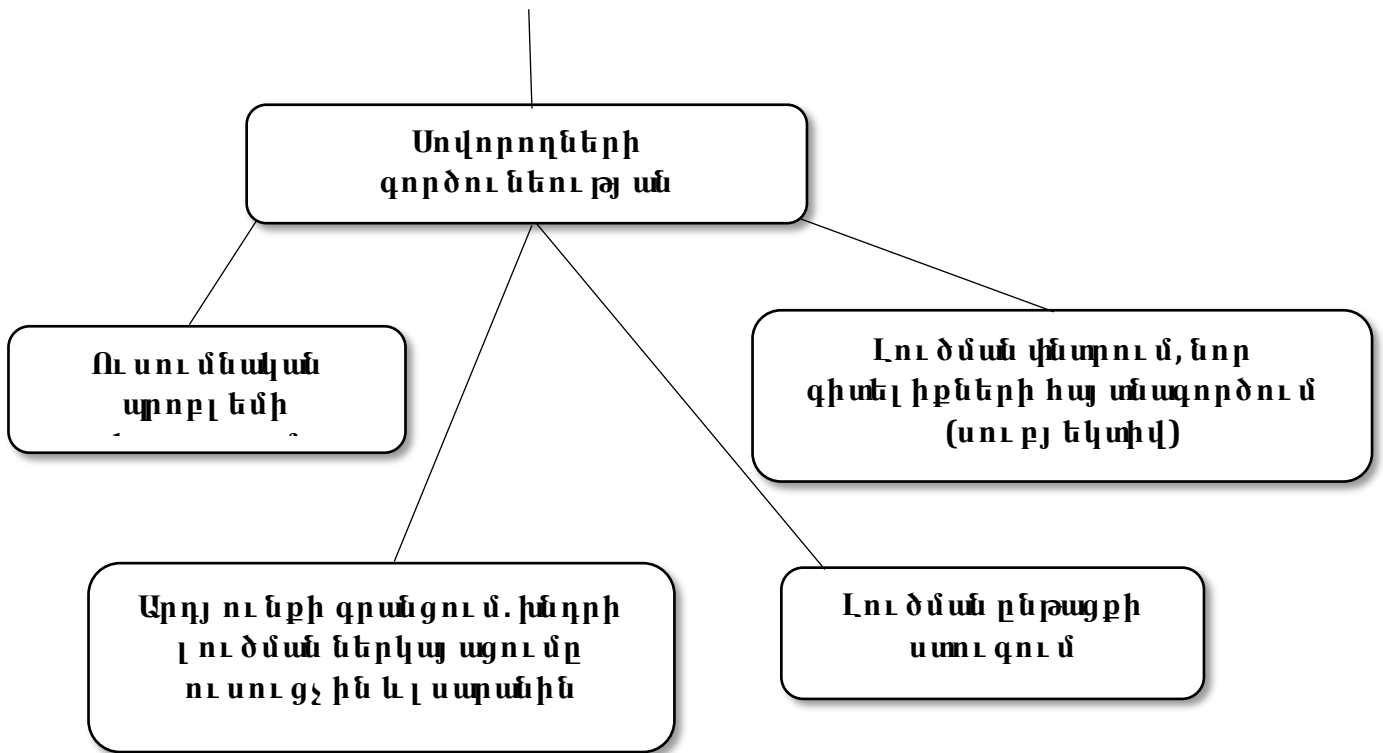 Սովորողների
գործունեության
Ուսումնական
պրոբլեմի
Լուծման փնտրում, նոր
գիտելիքների հայտնագործում
(սուբյեկտիվ)
Արդյունքի գրանցում. խնդրի
լուծման ներկայացումը
ուսուցչին և լսարանին
Լուծման ընթացքի
ստուգում